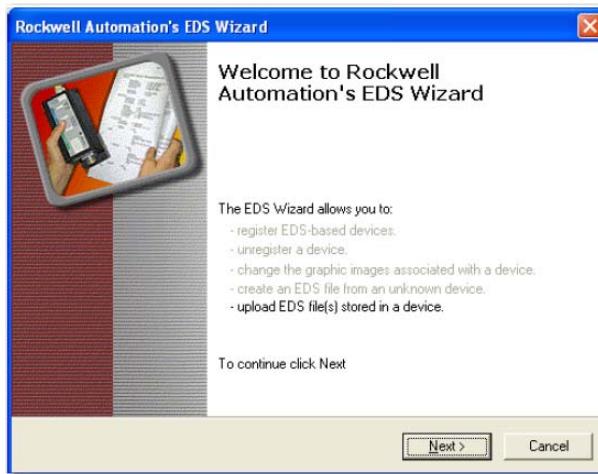 Rockwell Automation's EDS Wizard
Welcome to Rockwell
Automation's EDS Wizard
The EDS Wizard allows you to:
- register EDS-based devices.
- unregister a device.
- change the graphic images associated with a device.
- create an EDS file from an unknown device.
- upload EDS file(s) stored in a device.
To continue click Next
Next >
Cancel